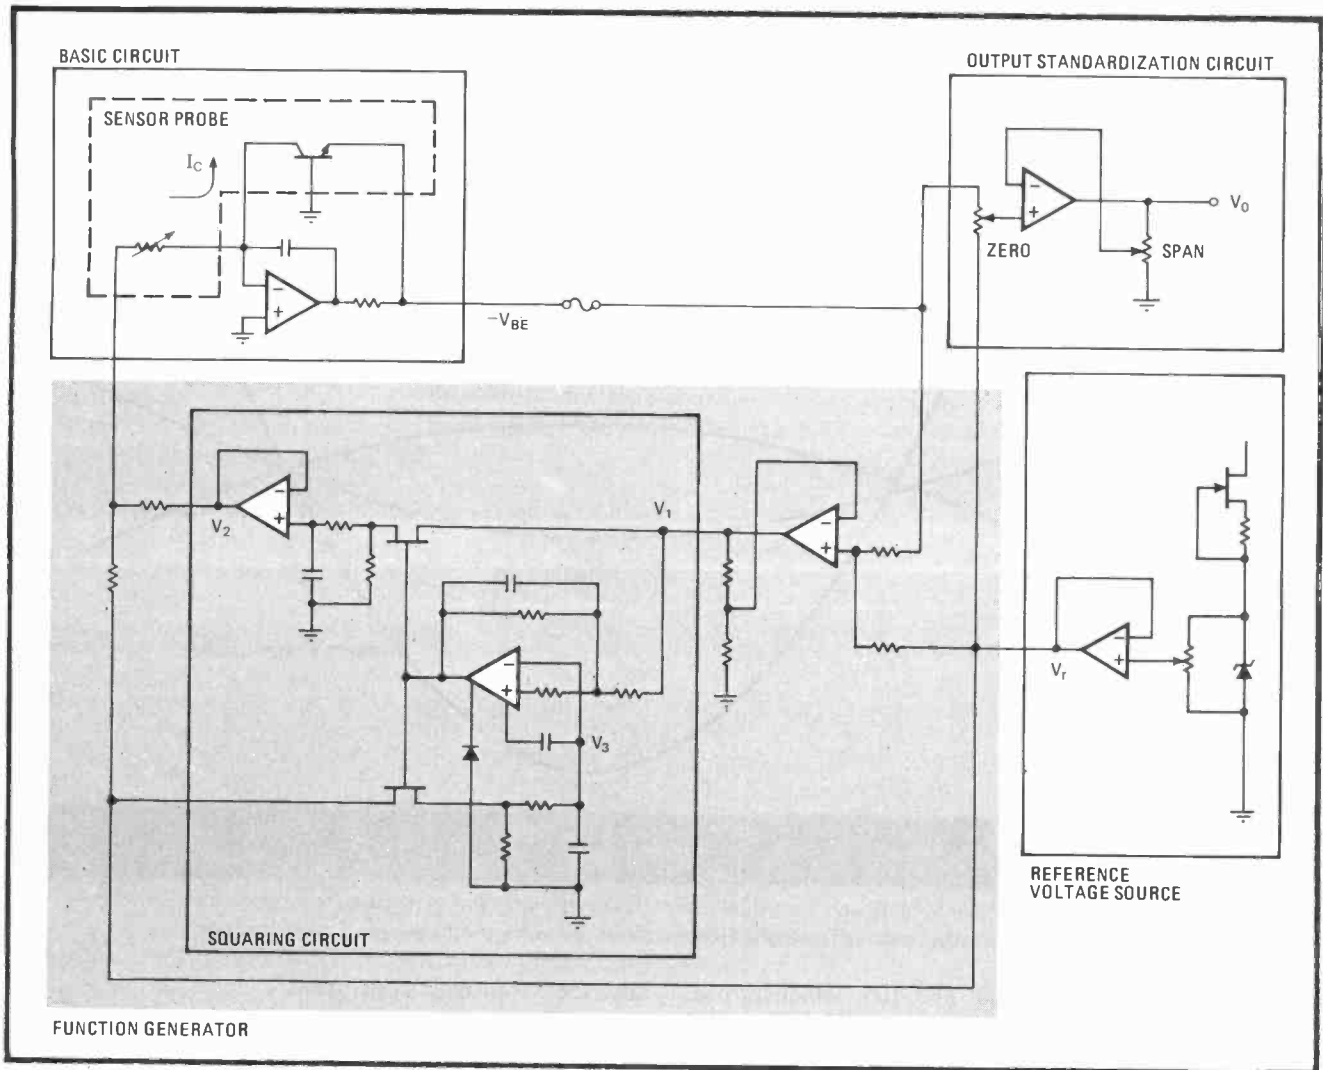 BASIC CIRCUIT
SENSOR PROBE
I_C
−
+
−V_BE
OUTPUT STANDARDIZATION CIRCUIT
−
+
V_O
ZERO
SPAN
V_2
−
+
V_1
−
+
−
+
V_3
SQUARING CIRCUIT
FUNCTION GENERATOR
V_r
−
+
REFERENCE
VOLTAGE SOURCE